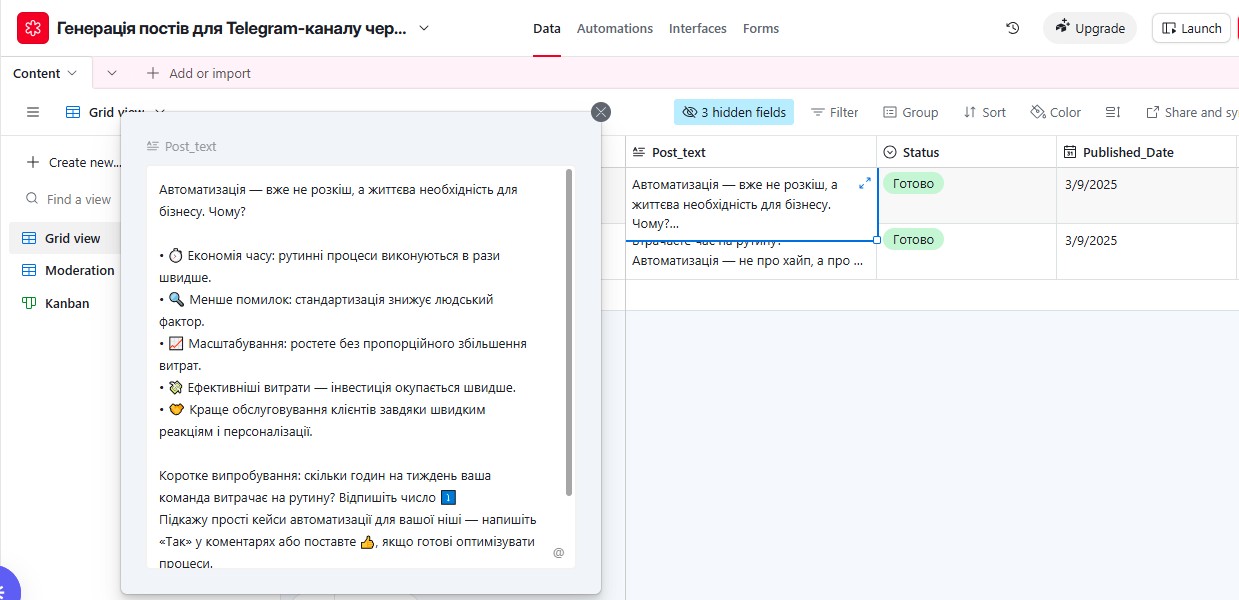 Генерація постів для Telegram-каналу чер...
Data
Automations
Interfaces
Forms
Upgrade
Launch
Content
Add or import
Grid view
3 hidden fields
Filter
Group
Sort
Color
Share and sy
Create new...
Find a view
Grid view
Moderation
Kanban
Post_text
Автоматизація — вже не розкіш, а життєва необхідність для
бізнесу. Чому?
• ⏱ Економія часу: рутинні процеси виконуються в рази
швидше.
• 🔍 Менше помилок: стандартизація знижує людський
фактор.
• 📈 Масштабування: ростете без пропорційного збільшення
витрат.
• 💸 Ефективніші витрати — інвестиція окупається швидше.
• 🤝 Краще обслуговування клієнтів завдяки швидким
реакціям і персоналізації.
Коротке випробування: скільки годин на тиждень ваша
команда витрачає на рутину? Відпишіть число 1️⃣
Підкажу прості кейси автоматизації для вашої ніші — напишіть
«Так» у коментарях або поставте 👍, якщо готові оптимізувати
процеси.
@
Post_text
Status
Published_Date
Автоматизація — вже не розкіш, а
життєва необхідність для бізнесу.
Чому?...
Готово
3/9/2025
Втрачаєте час на рутину?
Автоматизація — не про хайп, а про ...
Готово
3/9/2025